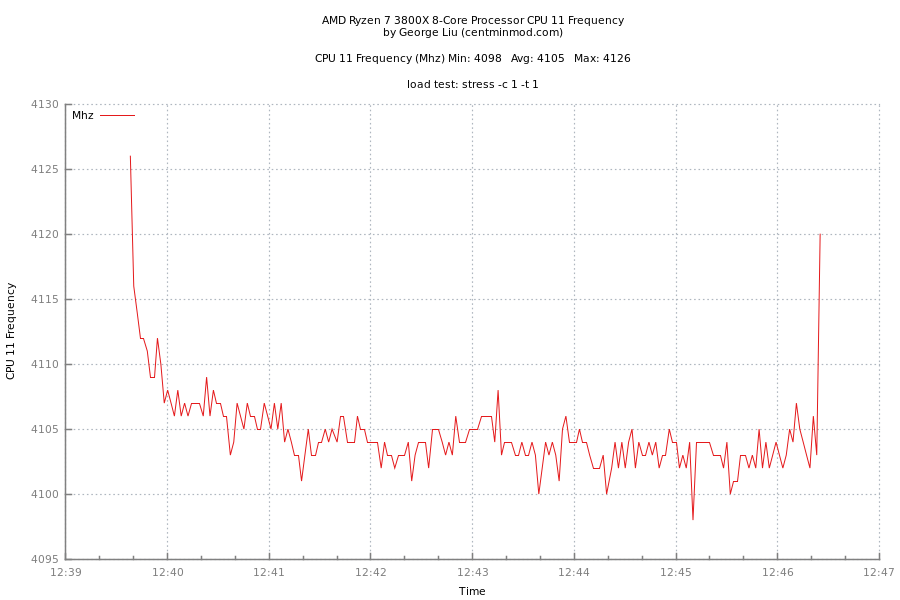 AMD Ryzen 7 3800X 8-Core Processor CPU 11 Frequency
by George Liu (centminmod.com)
CPU 11 Frequency (Mhz) Min: 4098 Avg: 4105 Max: 4126
load test: stress -c 1 -t 1
Mhz
4130
4125
4120
4115
4110
4105
4100
4095
CPU 11 Frequency
12:39 12:40 12:41 12:42 12:43 12:44 12:45 12:46 12:47
Time